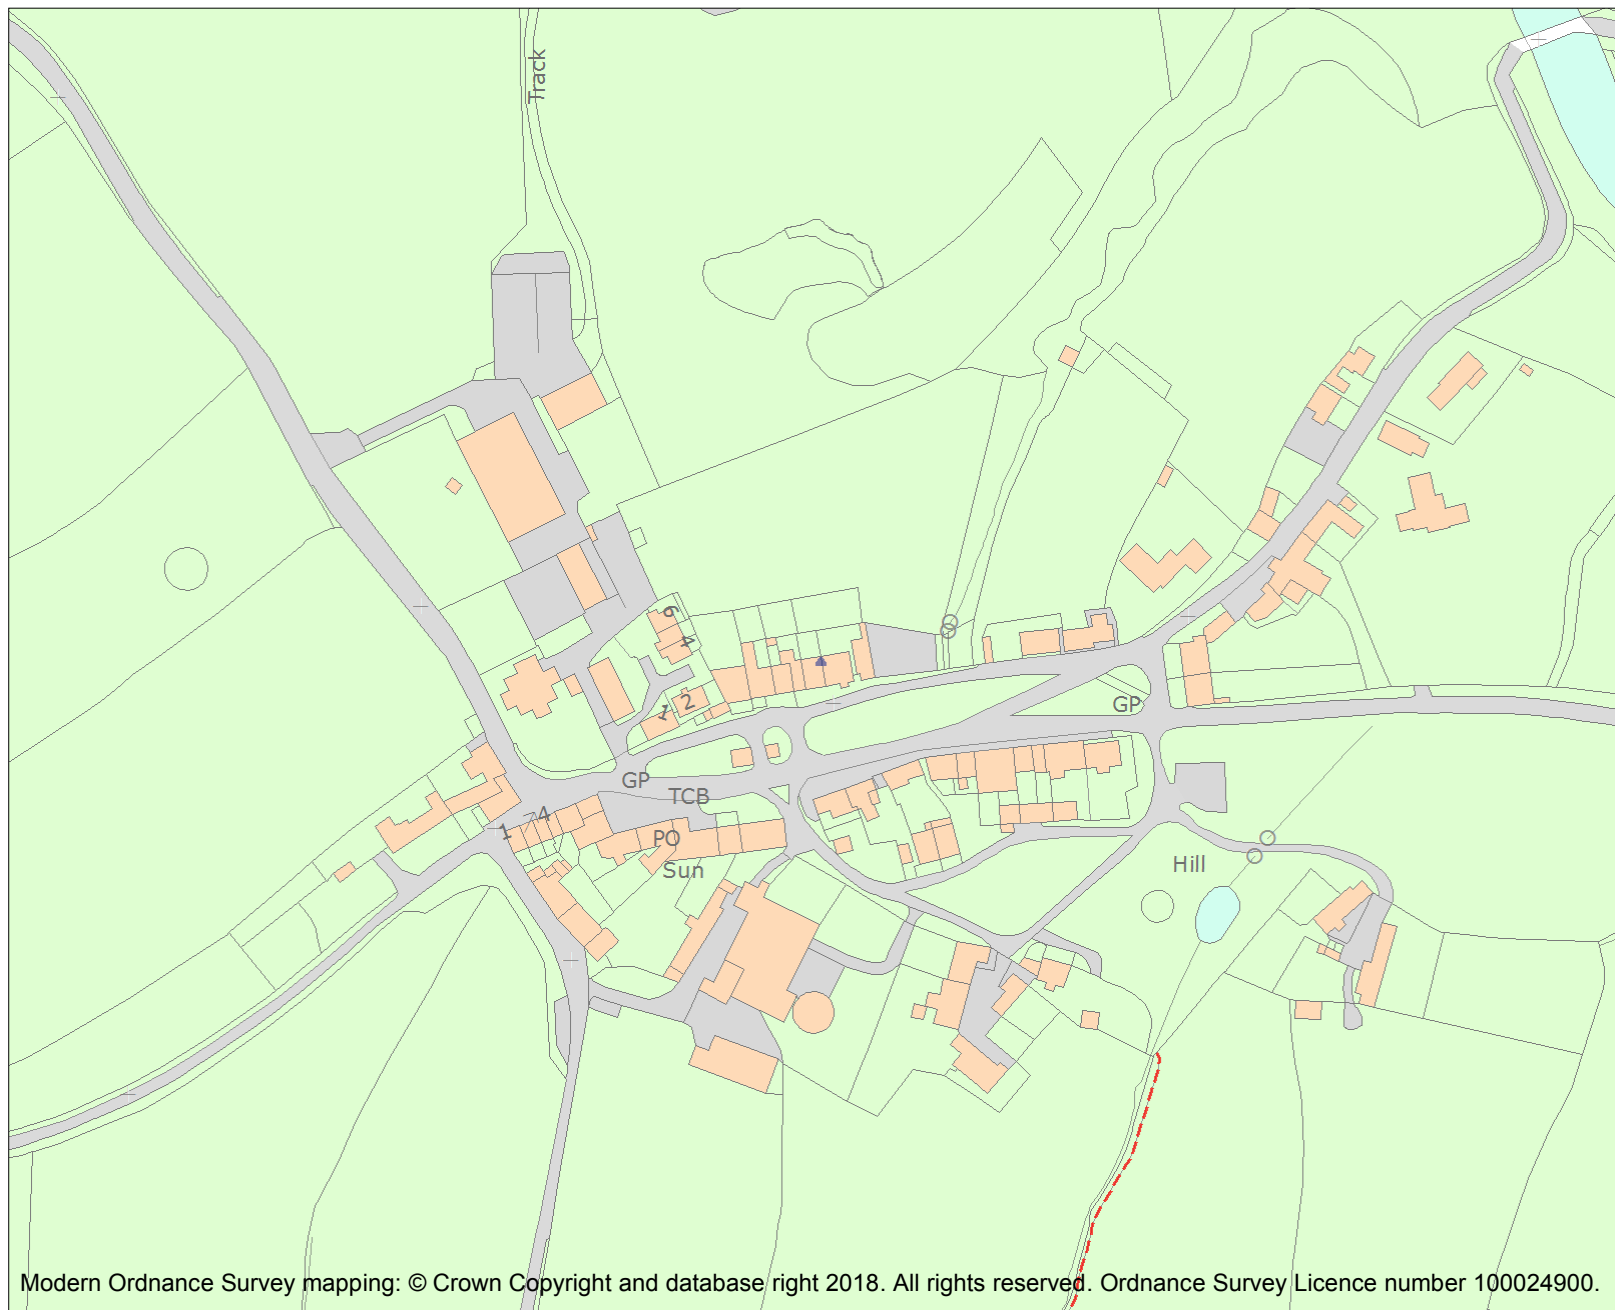 Track
6
4
1
2
GP
GP
TCB
1
4
PO
Sun
Hill
Modern Ordnance Survey mapping: © Crown Copyright and database right 2018. All rights reserved. Ordnance Survey Licence number 100024900.